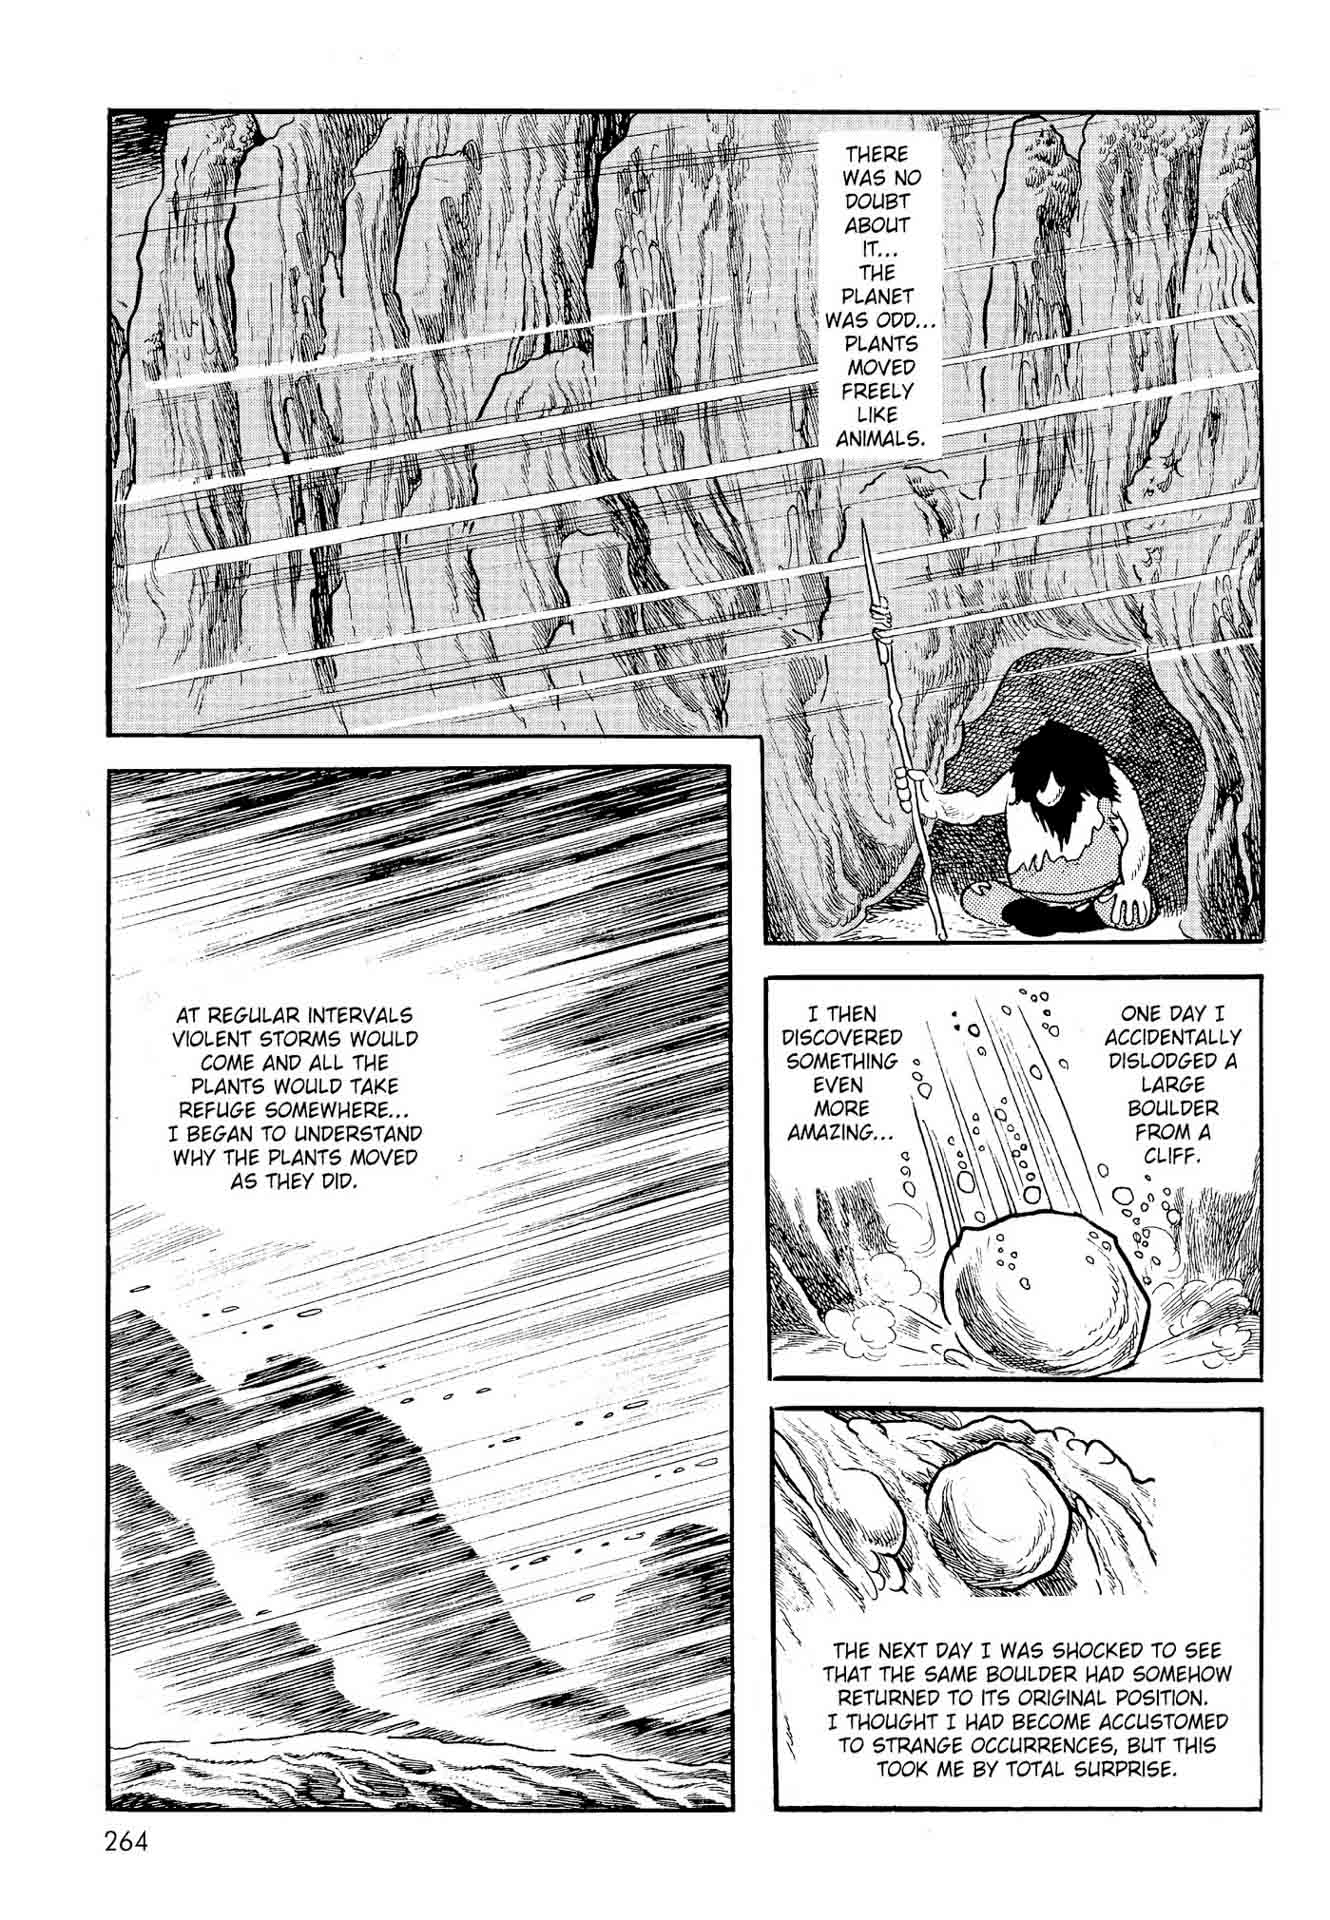 THERE
WAS NO
DOUBT
ABOUT
IT...
THE
PLANET
WAS ODD...
PLANTS
MOVED
FREELY
LIKE
ANIMALS.
AT REGULAR INTERVALS
VIOLENT STORMS WOULD
COME AND ALL THE
PLANTS WOULD TAKE
REFUGE SOMEWHERE...
I BEGAN TO UNDERSTAND
WHY THE PLANTS MOVED
AS THEY DID.
I THEN
DISCOVERED
SOMETHING
EVEN
MORE
AMAZING...
ONE DAY I
ACCIDENTALLY
DISLODGED A
LARGE
BOULDER
FROM A
CLIFF.
THE NEXT DAY I WAS SHOCKED TO SEE
THAT THE SAME BOULDER HAD SOMEHOW
RETURNED TO ITS ORIGINAL POSITION.
I THOUGHT I HAD BECOME ACCUSTOMED
TO STRANGE OCCURRENCES, BUT THIS
TOOK ME BY TOTAL SURPRISE.
264